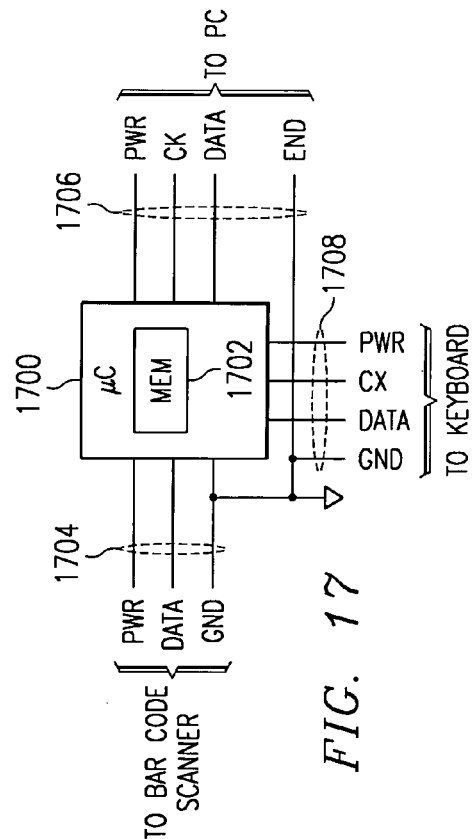 1700
μC
MEM
1702
1704
PWR
DATA
GND
TO BAR CODE
SCANNER
1706
PWR
CK
DATA
END
TO PC
1708
PWR
CX
DATA
GND
TO KEYBOARD
FIG. 17